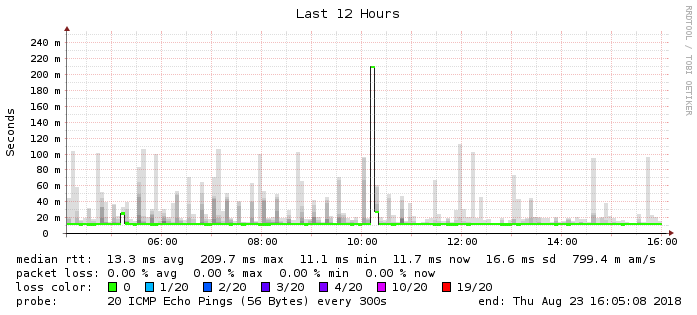 Last 12 Hours
RRDTOOL / TOBI OETIKER
Seconds
240 m
220 m
200 m
180 m
160 m
140 m
120 m
100 m
80 m
60 m
40 m
20 m
0
06:00 08:00 10:00 12:00 14:00 16:00
median rtt: 13.3 ms avg 209.7 ms max 11.1 ms min 11.7 ms now 16.6 ms sd 799.4 m am/s
packet loss: 0.00 % avg 0.00 % max 0.00 % min 0.00 % now
loss color: 0 1/20 2/20 3/20 4/20 10/20 19/20
probe: 20 ICMP Echo Pings (56 Bytes) every 300s end: Thu Aug 23 16:05:08 2018